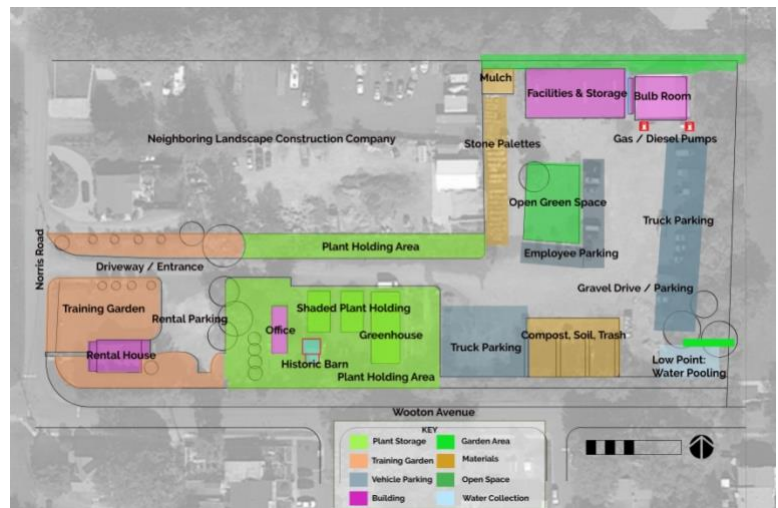 Mulch
Facilities & Storage
Bulb Room
Neighboring Landscape Construction Company
Stone Palettes
Gas / Diesel Pumps
Open Green Space
Truck Parking
Norris Road
Plant Holding Area
Employee Parking
Driveway / Entrance
Gravel Drive / Parking
Training Garden
Rental Parking
Shaded Plant Holding
Office
Greenhouse
Compost, Soil, Trash
Truck Parking
Rental House
Historic Barn
Low Point:
Water Pooling
Plant Holding Area
Wooton Avenue
KEY
Plant Storage
Garden Area
Training Garden
Materials
Vehicle Parking
Open Space
Building
Water Collection